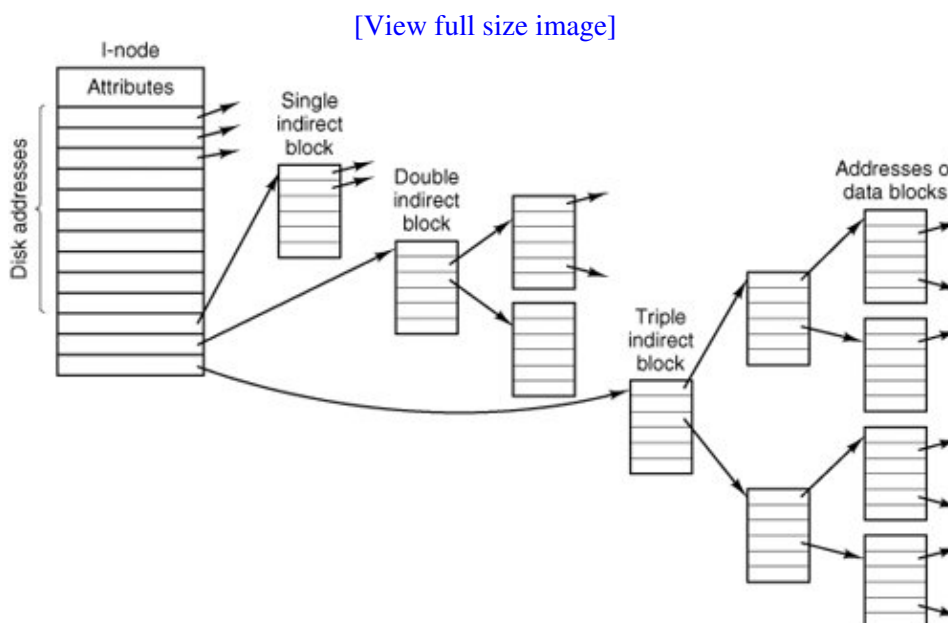 [View full size image]
I-node
Attributes
Disk addresses
Single
indirect
block
Double
indirect
block
Triple
indirect
block
Addresses o
data blocks